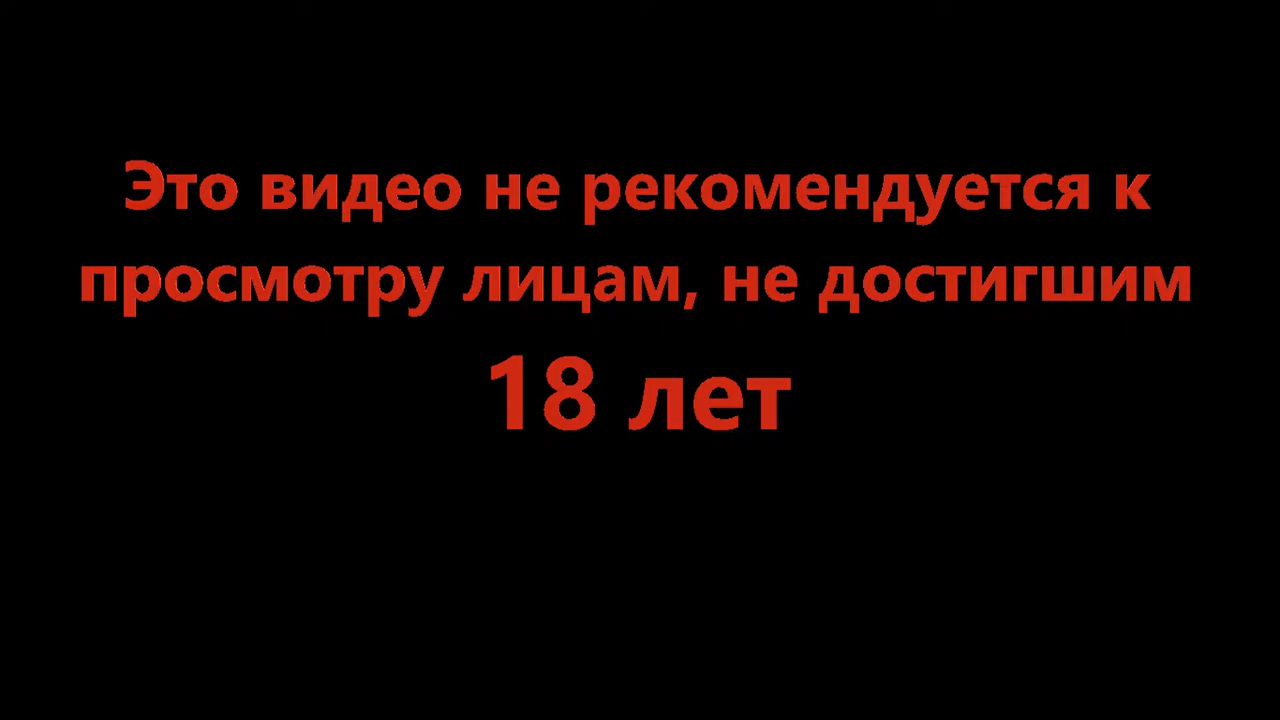 Это видео не рекомендуется к
просмотру лицам, не достигшим
18 лет